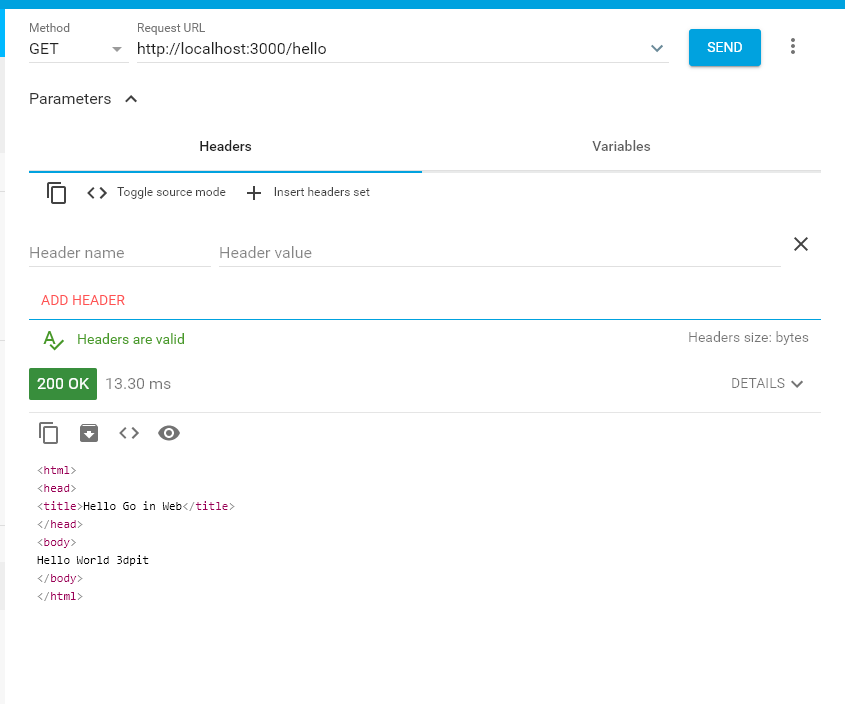 Method
Request URL
GET
http://localhost:3000/hello
SEND
Parameters
Headers
Variables
Toggle source mode
Insert headers set
Header name
Header value
ADD HEADER
Headers are valid
Headers size: bytes
200 OK
13.30 ms
DETAILS
<html>
<head>
<title>Hello Go in Web</title>
</head>
<body>
Hello World 3dpit
</body>
</html>